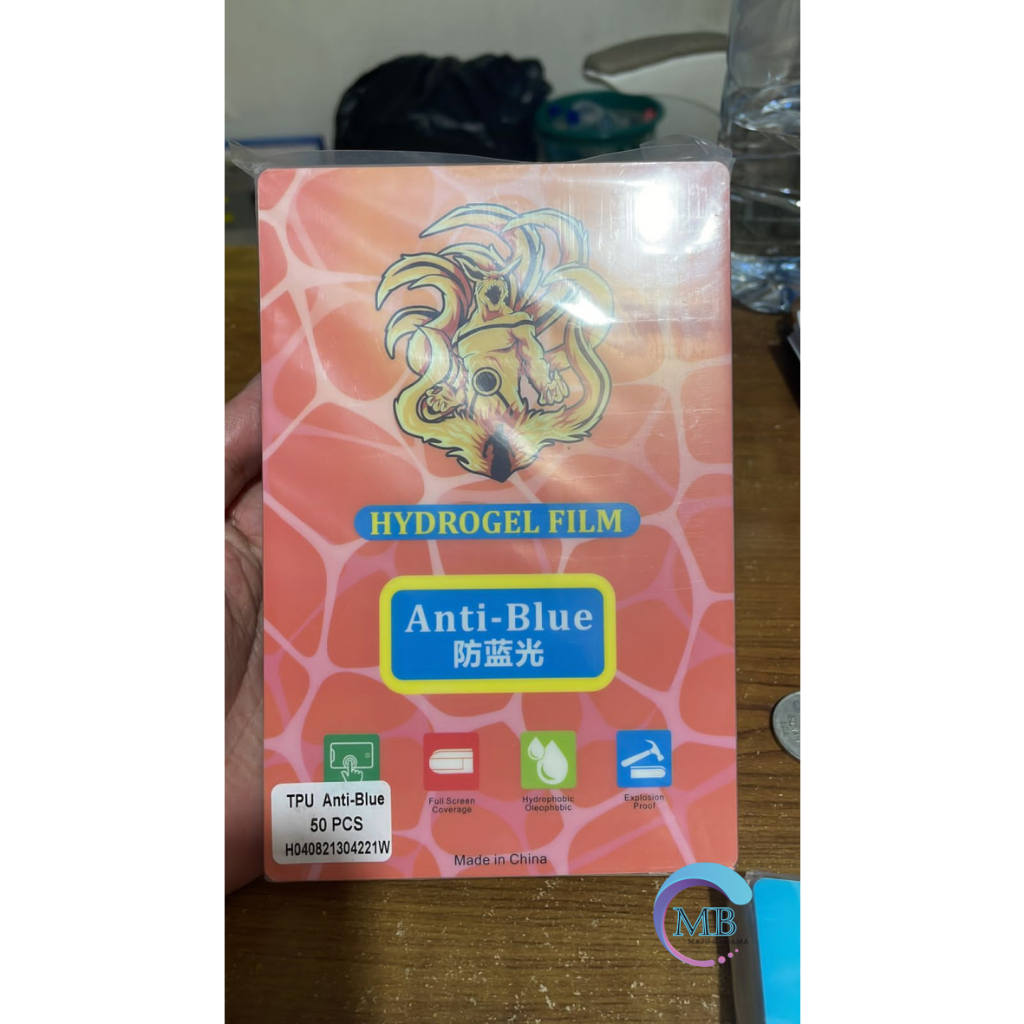 HYDROGEL FILM
Anti-Blue
防蓝光
Full Screen
Coverage
Hydrophobic
Oleophobic
Explosion
Proof
TPU Anti-Blue
50 PCS
H040821304221W
Made in China
MB